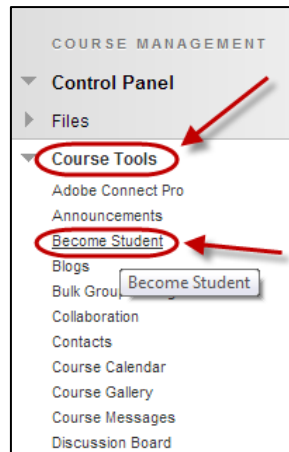 COURSE MANAGEMENT
Control Panel
Files
Course Tools
Adobe Connect Pro
Announcements
Become Student
Blogs
Become Student
Bulk Grou
Collaboration
Contacts
Course Calendar
Course Gallery
Course Messages
Discussion Board